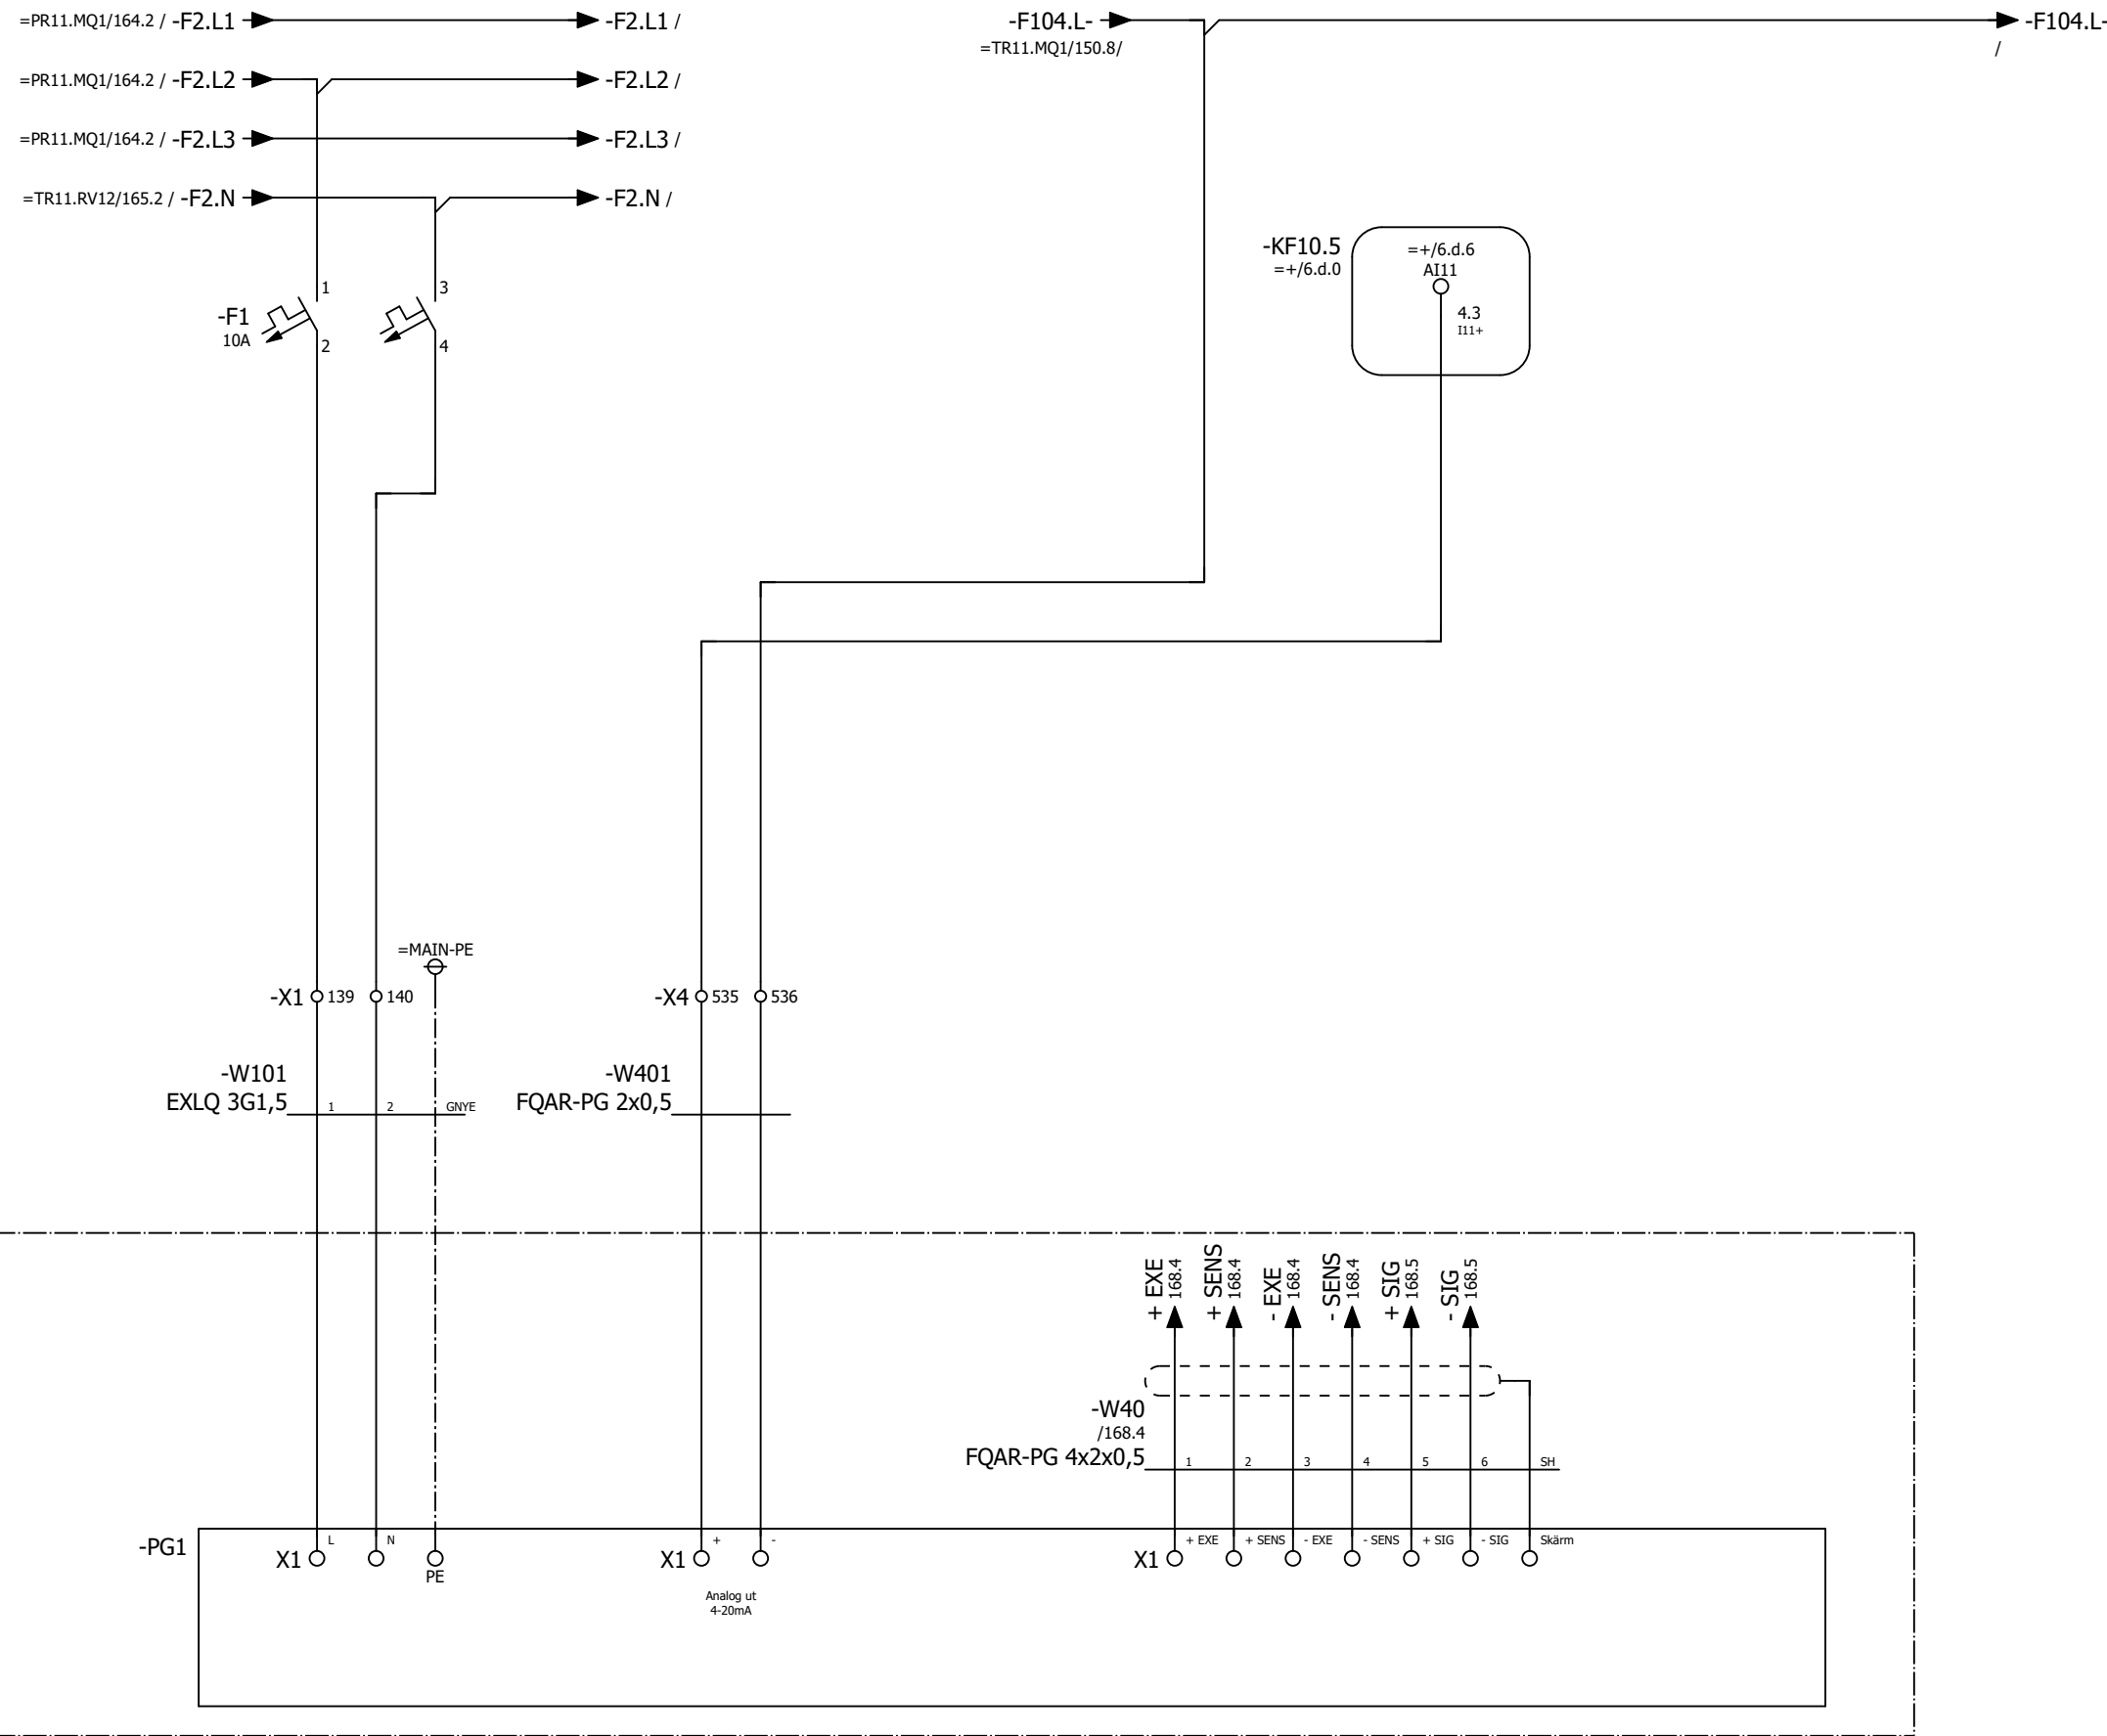 =PR11.MQ1/164.2 / -F2.L1
-F2.L1 /
-F104.L-
=TR11.MQ1/150.8/
-F104.L-
/
=PR11.MQ1/164.2 / -F2.L2
-F2.L2 /
=PR11.MQ1/164.2 / -F2.L3
-F2.L3 /
=TR11.RV12/165.2 / -F2.N
-F2.N /
-KF10.5
=+/6.d.0
=+/6.d.6
AI11
4.3
I11+
-F1
10A
1
2
3
4
=MAIN-PE
-X1
139
140
-X4
535
536
-W101
EXLQ 3G1,5
1
2
GNYE
-W401
FQAR-PG 2x0,5
+ EXE
168.4
+ SENS
168.4
- EXE
168.4
- SENS
168.4
+ SIG
168.5
- SIG
168.5
-W40
/168.4
FQAR-PG 4x2x0,5
1
2
3
4
5
6
SH
-PG1
X1
L
N
PE
X1
+
-
Analog ut
4-20mA
X1
+ EXE
+ SENS
- EXE
- SENS
+ SIG
- SIG
Skärm